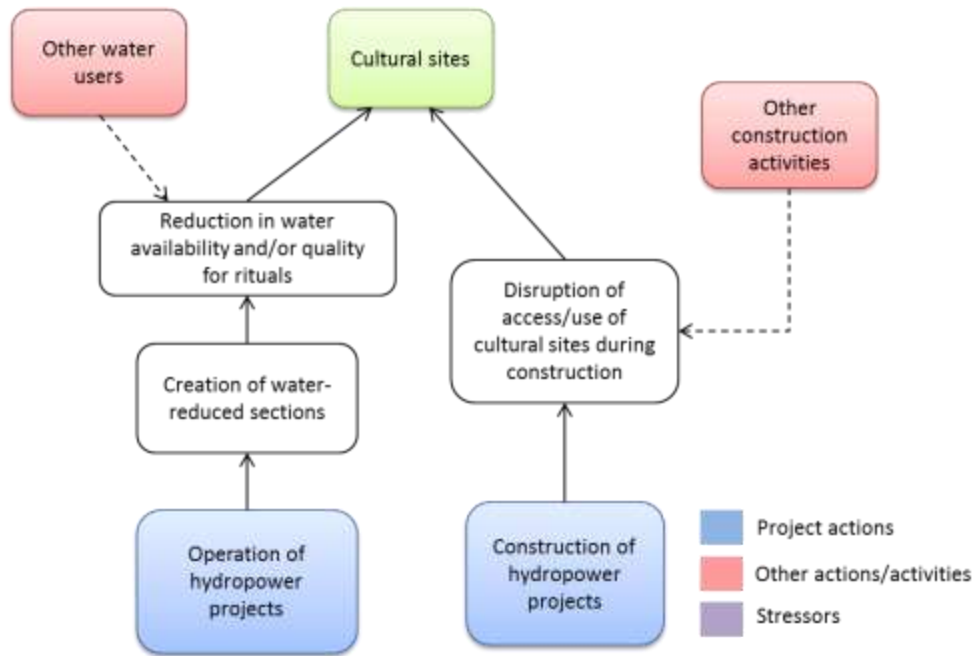 Other water
users
Cultural sites
Other
construction
activities
Reduction in water
availability and/or quality
for rituals
Disruption of
access/use of
cultural sites during
construction
Creation of water-
reduced sections
Operation of
hydropower
projects
Construction of
hydropower
projects
Project actions
Other actions/activities
Stressors